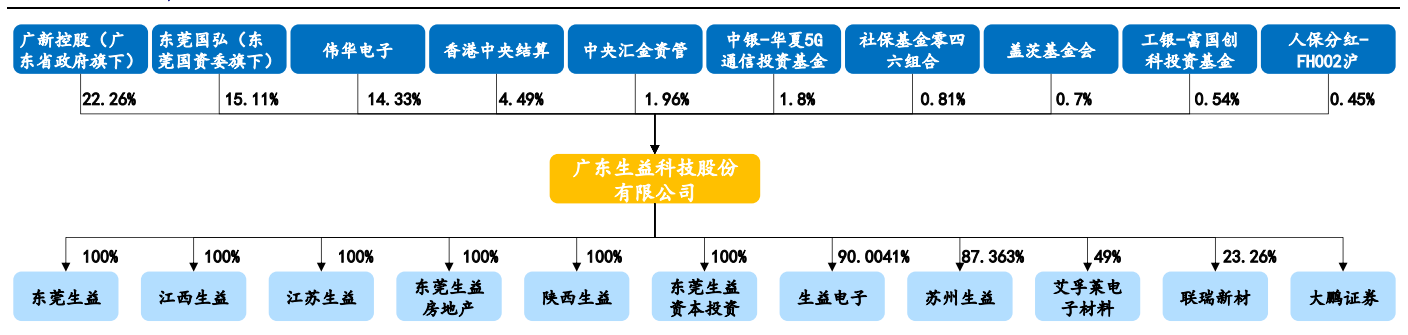 广新控股（广
东省政府旗下）
东莞国弘（东
莞国资委旗下）
伟华电子
香港中央结算
中央汇金资管
中银-华夏5G
通信投资基金
社保基金零四
六组合
盖茨基金会
工银-富国创
科投资基金
人保分红-
FH002沪
22.26%
15.11%
14.33%
4.49%
1.96%
1.8%
0.81%
0.7%
0.54%
0.45%
广东生益科技股份
有限公司
100%
100%
100%
100%
100%
100%
90.0041%
87.363%
49%
23.26%
东莞生益
江西生益
江苏生益
东莞生益
房地产
陕西生益
东莞生益
资本投资
生益电子
苏州生益
艾孚莱电
子材料
联瑞新材
大鹏证券